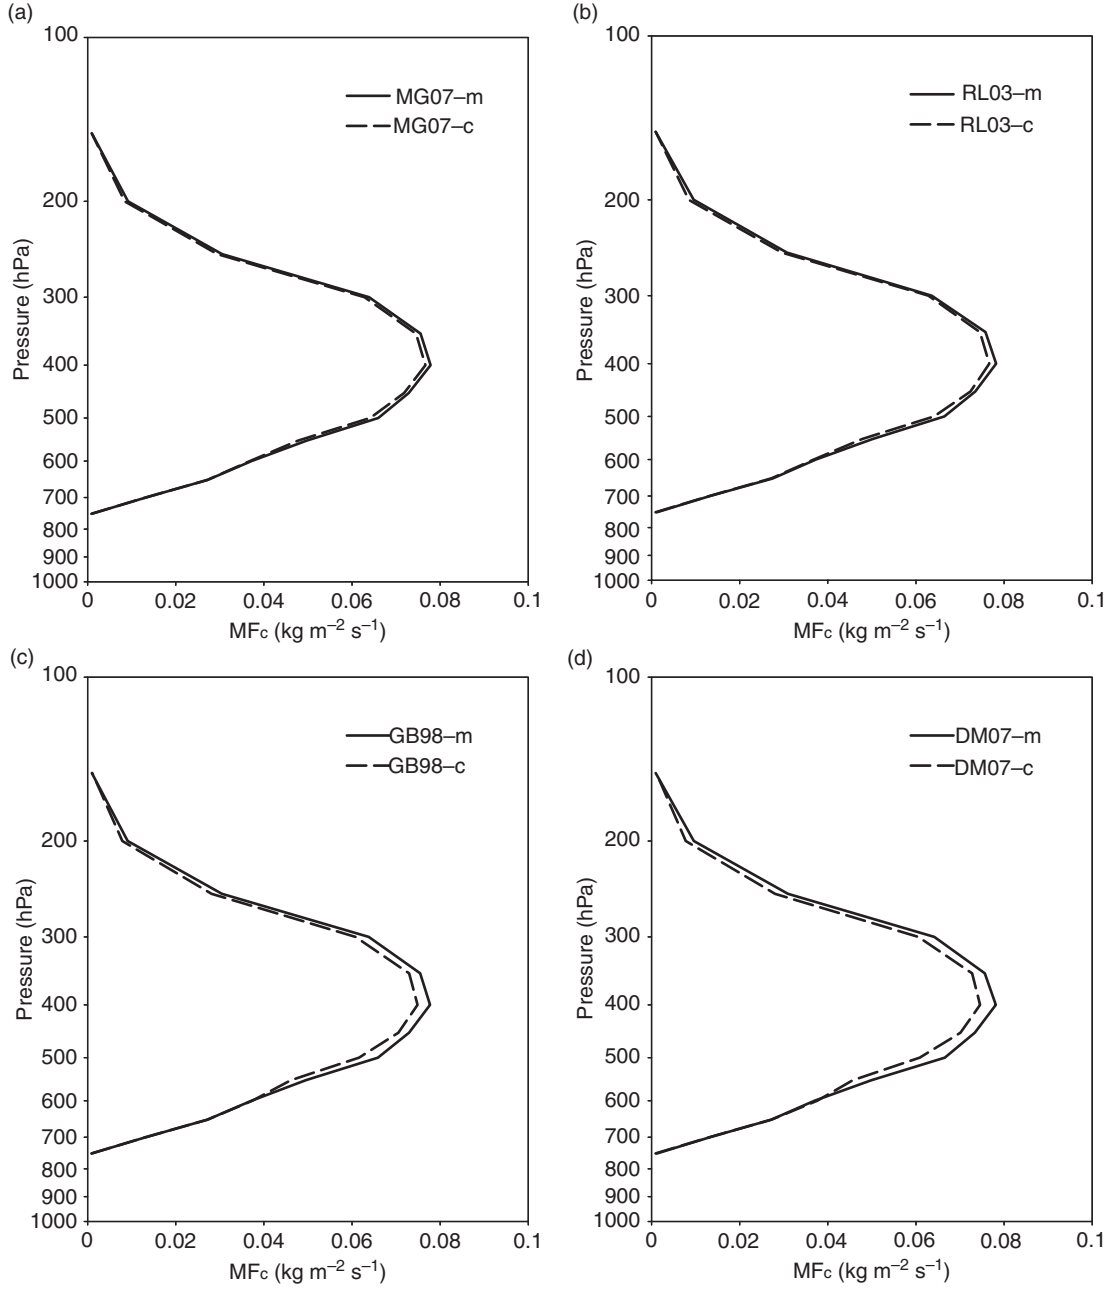 (a)
100
200
300
400
500
600
700
800
900
1000
Pressure (hPa)
MG07–m
MG07–c
0 0.02 0.04 0.06 0.08 0.1
MFc (kg m–2 s–1)
(b)
100
200
300
400
500
600
700
800
900
1000
Pressure (hPa)
RL03–m
RL03–c
0 0.02 0.04 0.06 0.08 0.1
MFc (kg m–2 s–1)
(c)
100
200
300
400
500
600
700
800
900
1000
Pressure (hPa)
GB98–m
GB98–c
0 0.02 0.04 0.06 0.08 0.1
MFc (kg m–2 s–1)
(d)
100
200
300
400
500
600
700
800
900
1000
Pressure (hPa)
DM07–m
DM07–c
0 0.02 0.04 0.06 0.08 0.1
MFc (kg m–2 s–1)